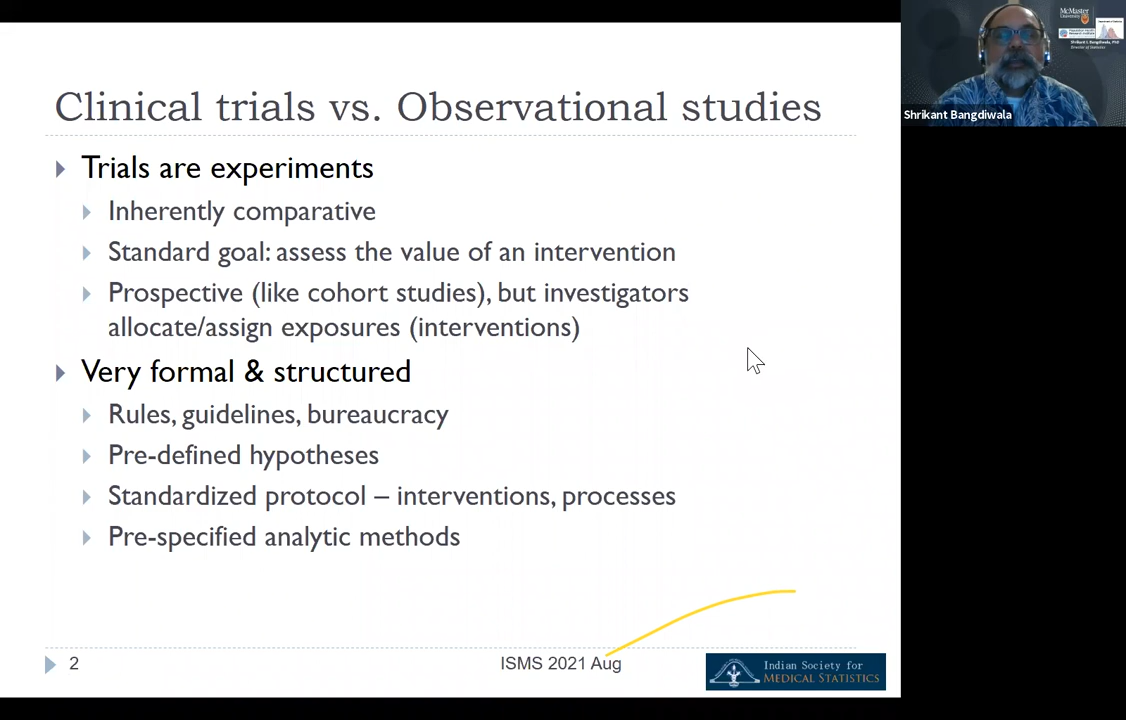 Clinical trials vs. Observational studies
Trials are experiments
Inherently comparative
Standard goal: assess the value of an intervention
Prospective (like cohort studies), but investigators
allocate/assign exposures (interventions)
Very formal & structured
Rules, guidelines, bureaucracy
Pre-defined hypotheses
Standardized protocol – interventions, processes
Pre-specified analytic methods
2
ISMS 2021 Aug
Indian Society for
MEDICAL STATISTICS
McMaster
University
Shrikant Bangdiwala